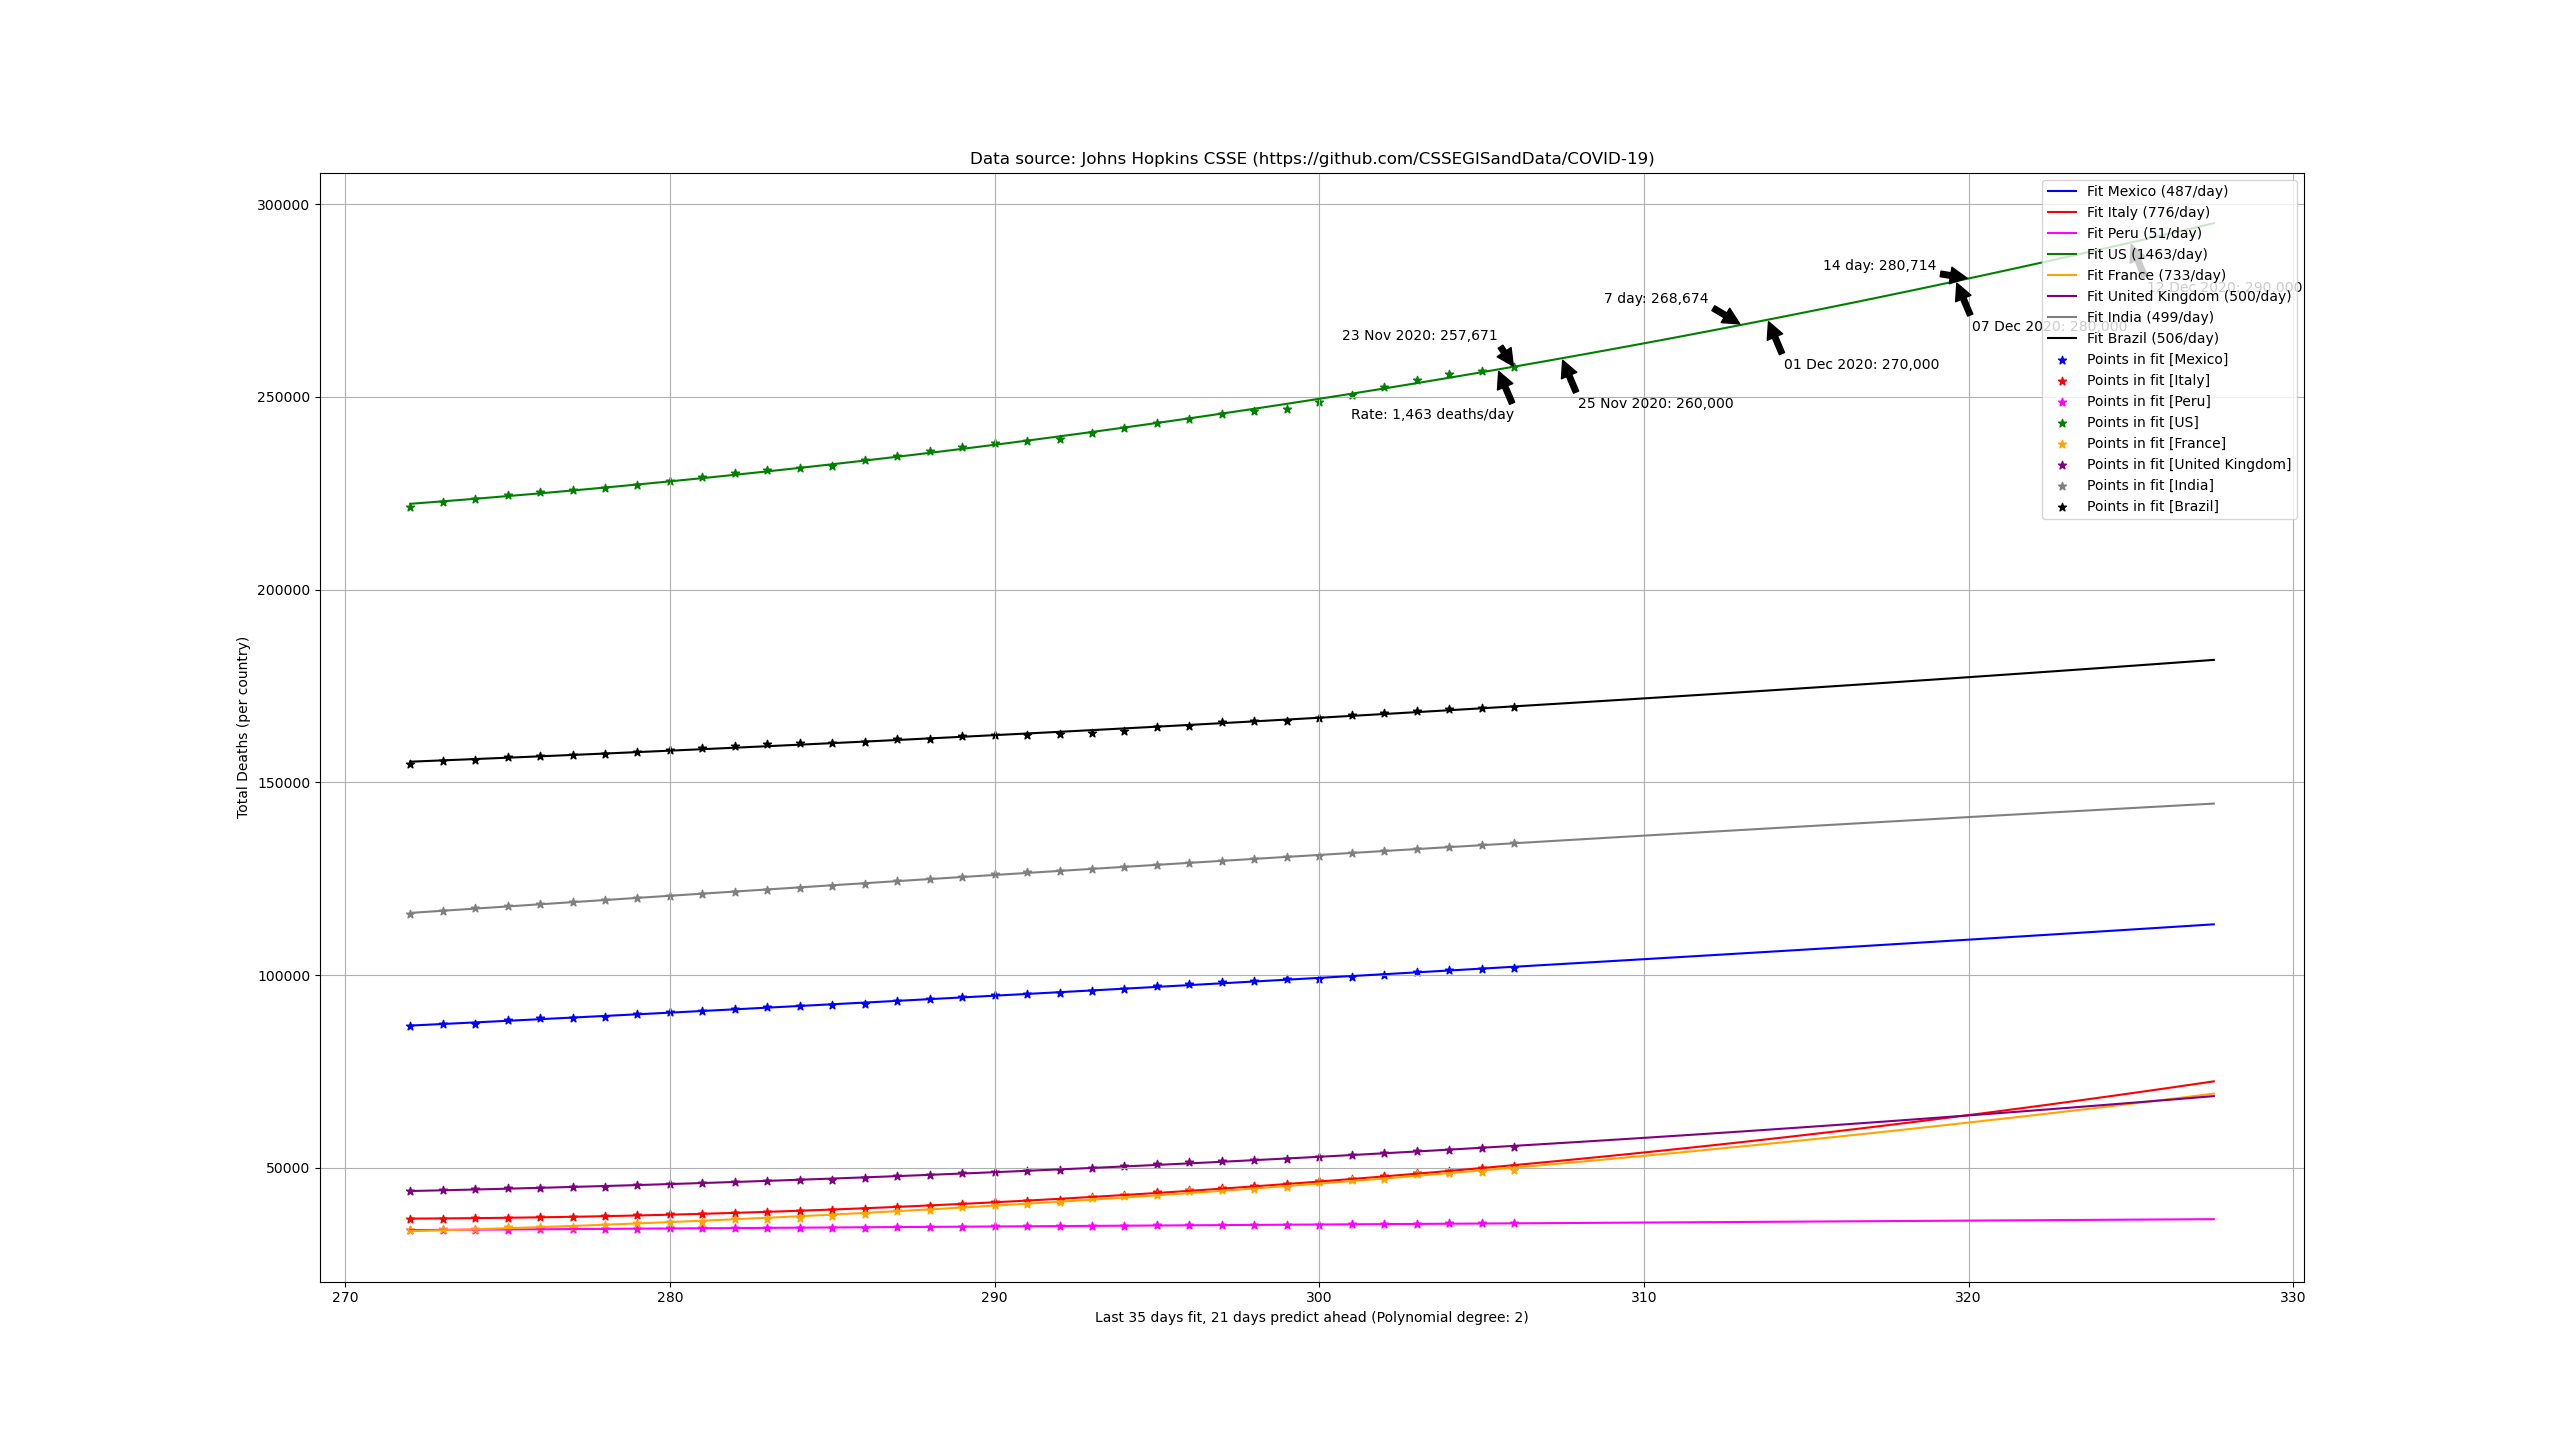 Data source: Johns Hopkins CSSE (https://github.com/CSSEGISandData/COVID-19)
300000
250000
200000
150000
100000
50000
Total Deaths (per country)
14 day: 280,714
7 day: 268,674
23 Nov 2020: 257,671
12 Dec 2020: 290,000
07 Dec 2020: 280,000
01 Dec 2020: 270,000
25 Nov 2020: 260,000
Rate: 1,463 deaths/day
Fit Mexico (487/day)
Fit Italy (776/day)
Fit Peru (51/day)
Fit US (1463/day)
Fit France (733/day)
Fit United Kingdom (500/day)
Fit India (499/day)
Fit Brazil (506/day)
Points in fit [Mexico]
Points in fit [Italy]
Points in fit [Peru]
Points in fit [US]
Points in fit [France]
Points in fit [United Kingdom]
Points in fit [India]
Points in fit [Brazil]
270 280 290 300 310 320 330
Last 35 days fit, 21 days predict ahead (Polynomial degree: 2)